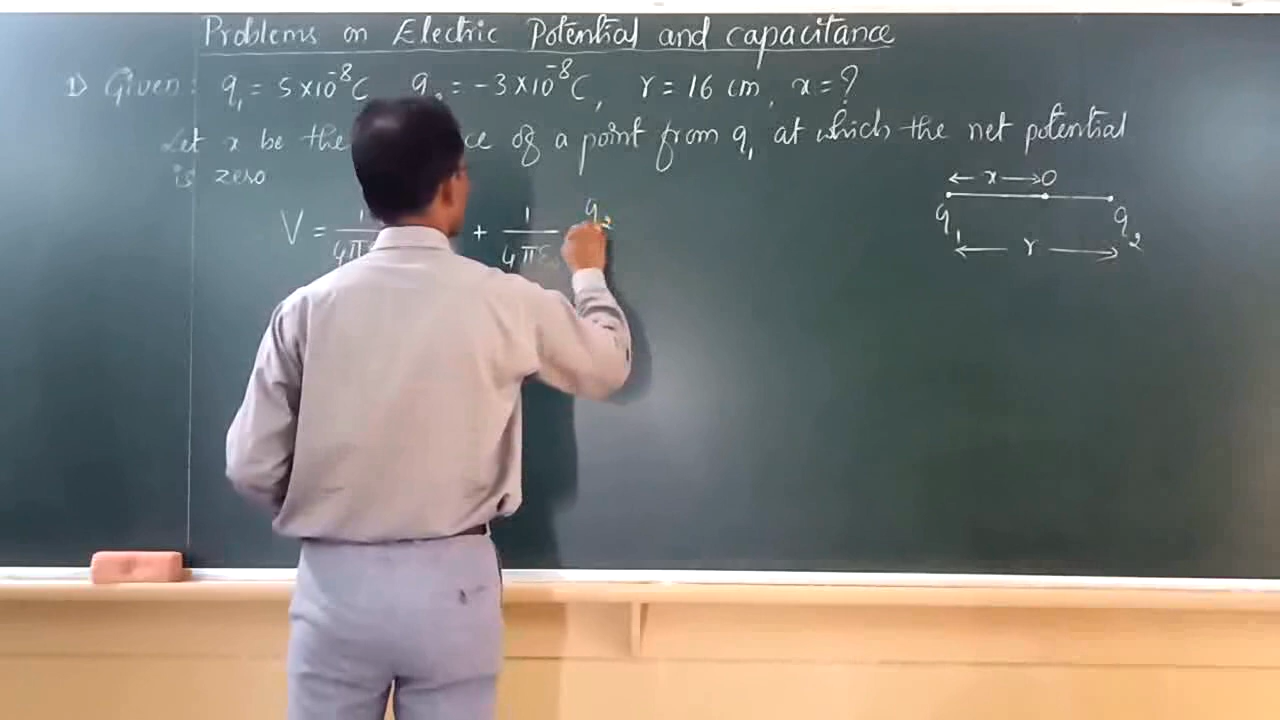 Problems on Electric Potential and capacitance
1) Given: q₁ = 5×10⁻⁸C q = -3×10⁻⁸C, r = 16 cm, x = ?
Let x be the ce of a point from q₁ at which the net potential
is zero
V = 1/4π + 1/4πε q₂
← x → O
q₁ q₂
← r →